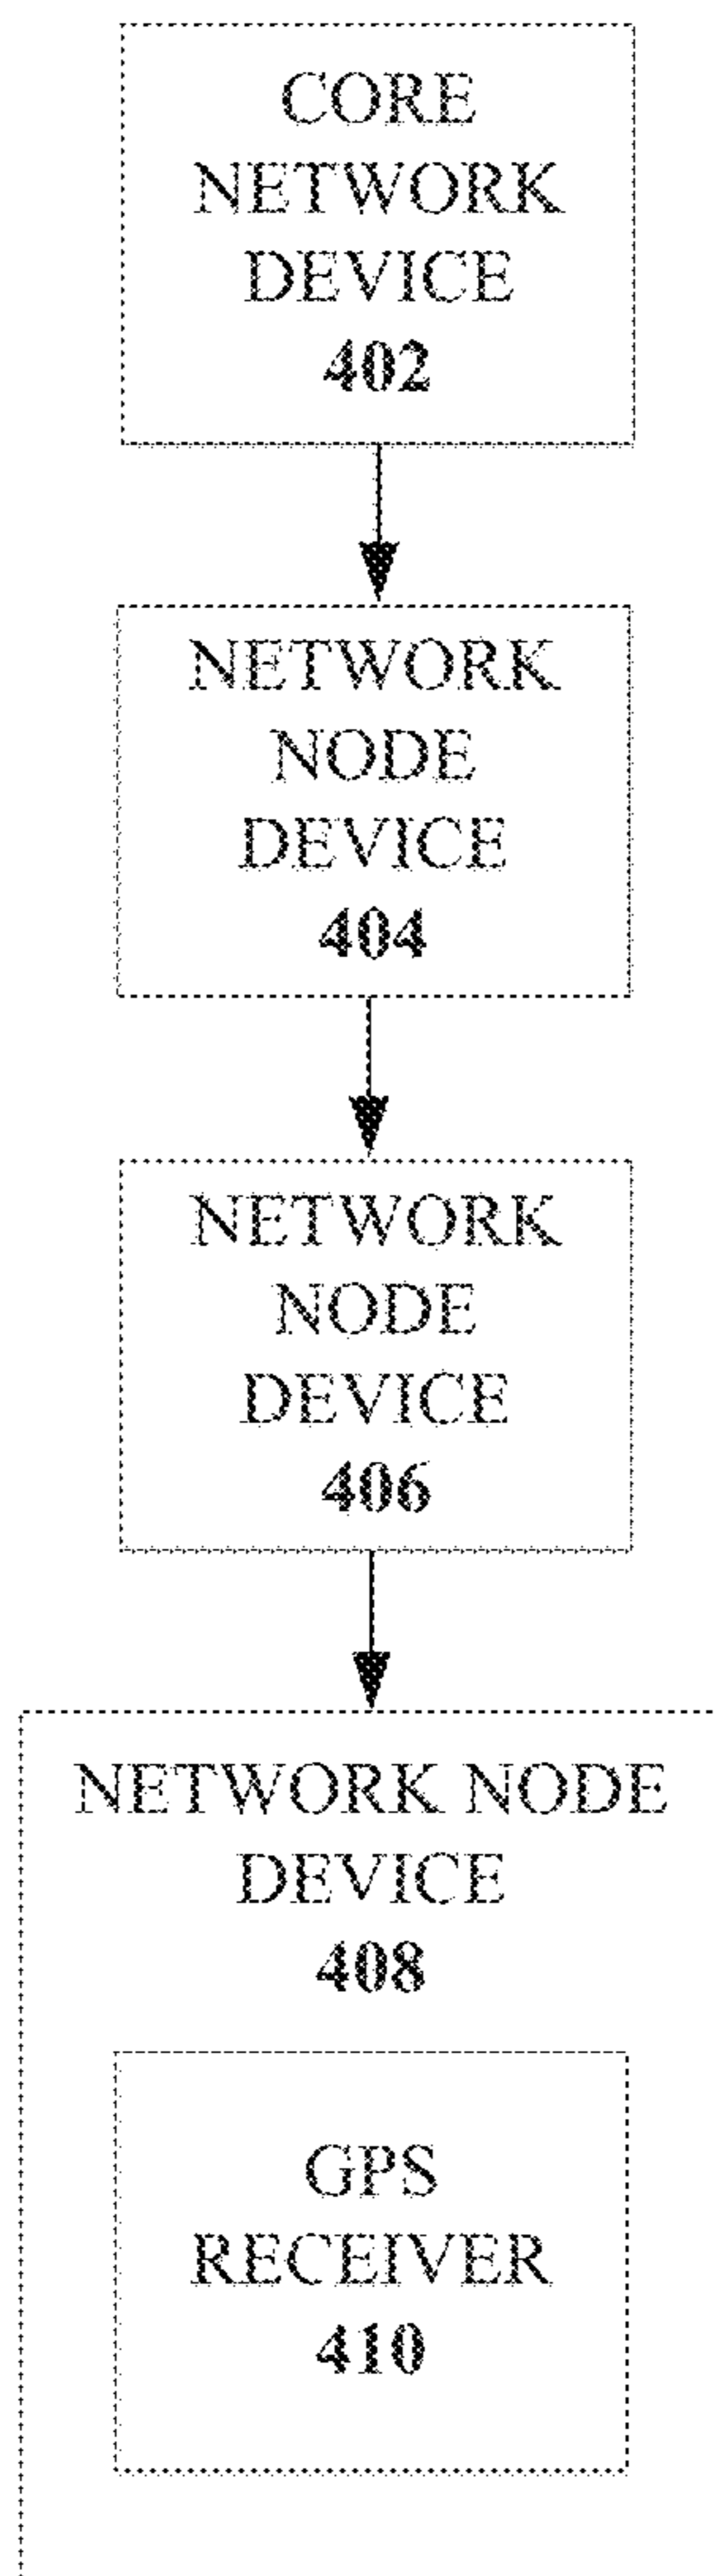 CORE
NETWORK
DEVICE
402
NETWORK
NODE
DEVICE
404
NETWORK
NODE
DEVICE
406
NETWORK NODE
DEVICE
408
GPS
RECEIVER
410